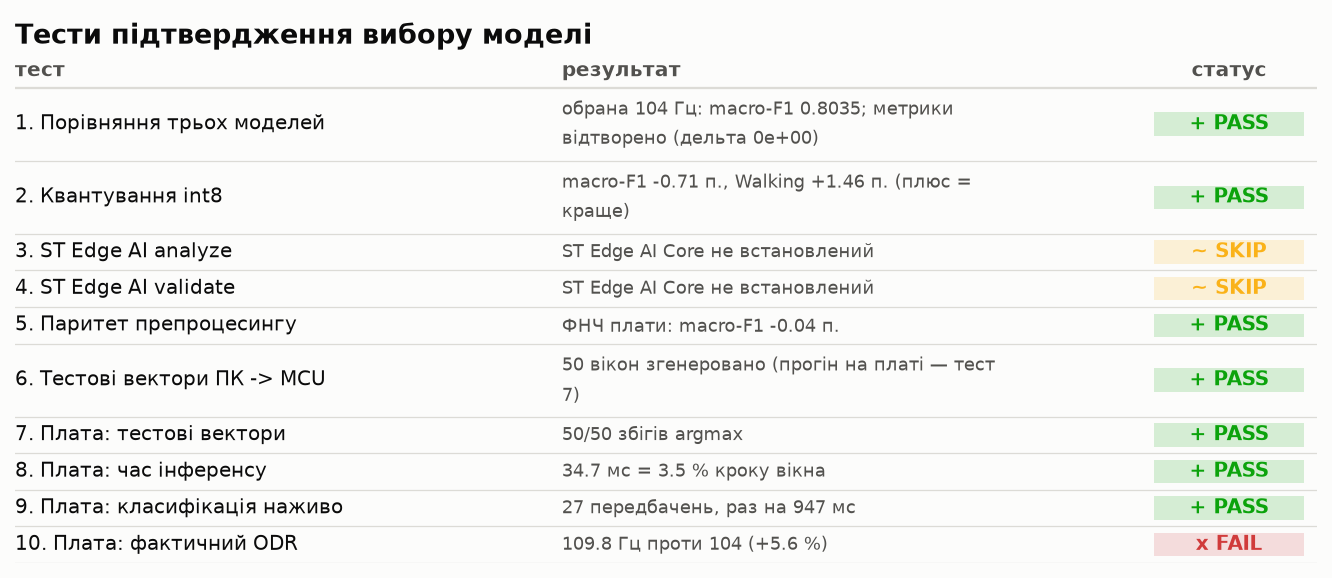 Тести підтвердження вибору моделі
тест результат статус
1. Порівняння трьох моделей
обрана 104 Гц: macro-F1 0.8035; метрики
відтворено (дельта 0e+00)
+ PASS
2. Квантування int8
macro-F1 -0.71 п., Walking +1.46 п. (плюс =
краще)
+ PASS
3. ST Edge AI analyze ST Edge AI Core не встановлений ~ SKIP
4. ST Edge AI validate ST Edge AI Core не встановлений ~ SKIP
5. Паритет препроцесингу ФНЧ плати: macro-F1 -0.04 п. + PASS
6. Тестові вектори ПК -> MCU
50 вікон згенеровано (прогін на платі — тест
7)
+ PASS
7. Плата: тестові вектори 50/50 збігів argmax + PASS
8. Плата: час інференсу 34.7 мс = 3.5 % кроку вікна + PASS
9. Плата: класифікація наживо 27 передбачень, раз на 947 мс + PASS
10. Плата: фактичний ODR 109.8 Гц проти 104 (+5.6 %) x FAIL